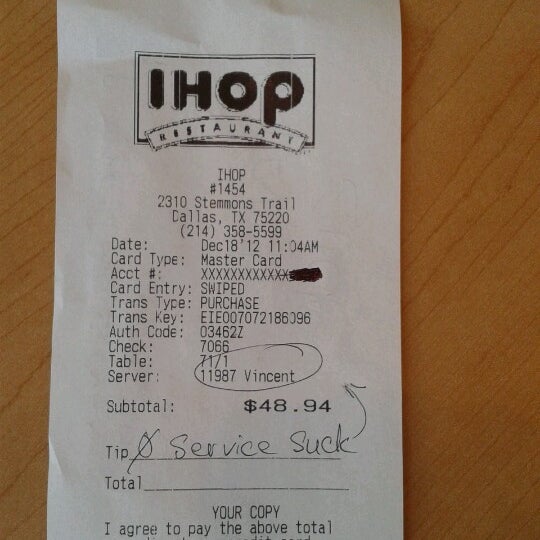 IHOP
RESTAURANT
IHOP
#1454
2310 Stemmons Trail
Dallas, TX 75220
(214) 358-5599
Date: Dec18'12 11:04AM
Card Type: Master Card
Acct #: XXXXXXXXXXXX
Card Entry: SWIPED
Trans Type: PURCHASE
Trans Key: EIE007072186096
Auth Code: 03462Z
Check: 7066
Table: 71/1
Server: 11987 Vincent
Subtotal: $48.94
Tip Ø Service Suck
Total
YOUR COPY
I agree to pay the above total